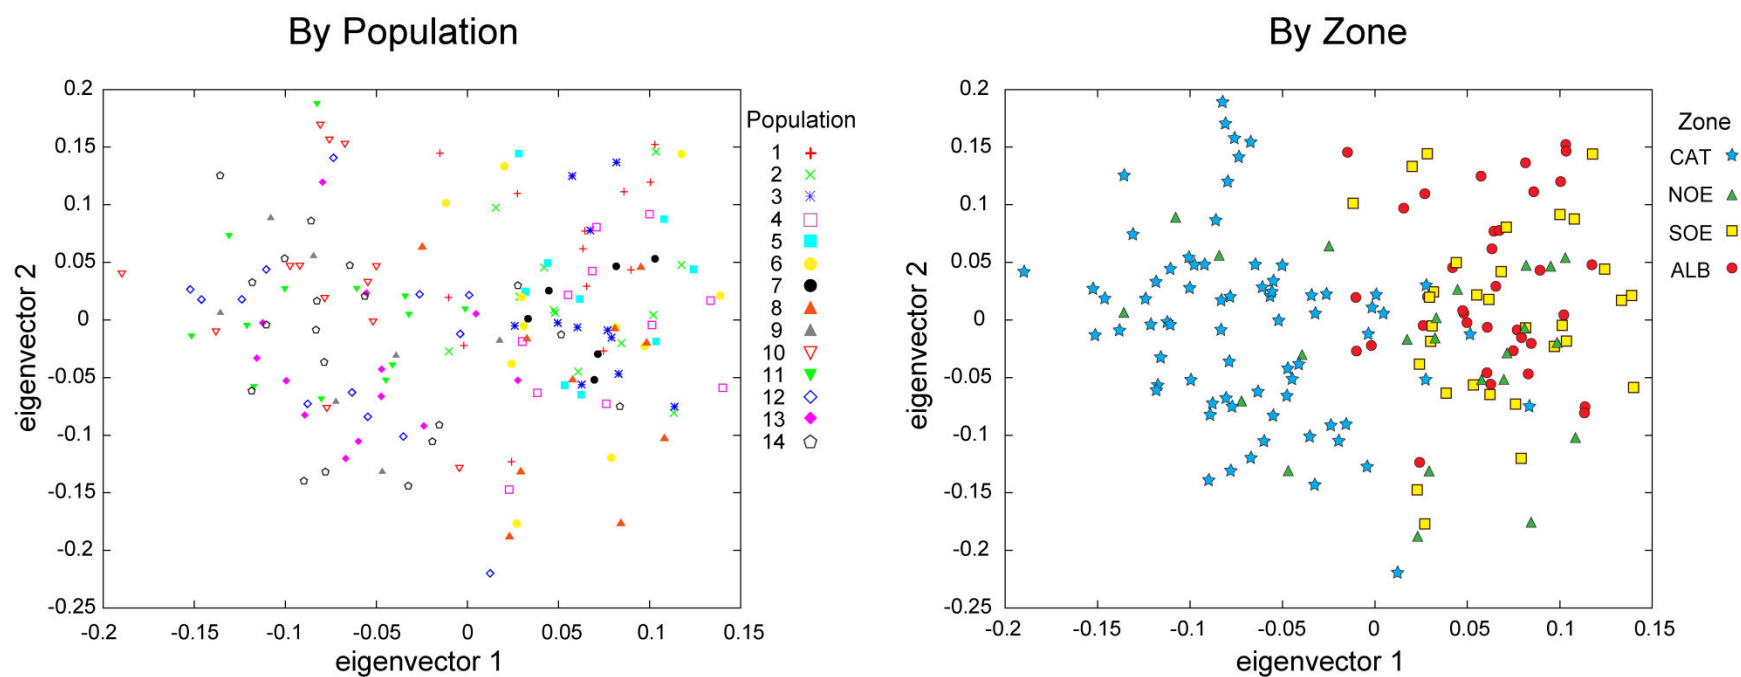 By Population
By Zone
0.2
0.15
0.1
0.05
0
-0.05
-0.1
-0.15
-0.2
-0.25
eigenvector 2
-0.2 -0.15 -0.1 -0.05 0 0.05 0.1 0.15
eigenvector 1
Population
1
2
3
4
5
6
7
8
9
10
11
12
13
14
0.2
0.15
0.1
0.05
0
-0.05
-0.1
-0.15
-0.2
-0.25
eigenvector 2
-0.2 -0.15 -0.1 -0.05 0 0.05 0.1 0.15
eigenvector 1
Zone
CAT
NOE
SOE
ALB